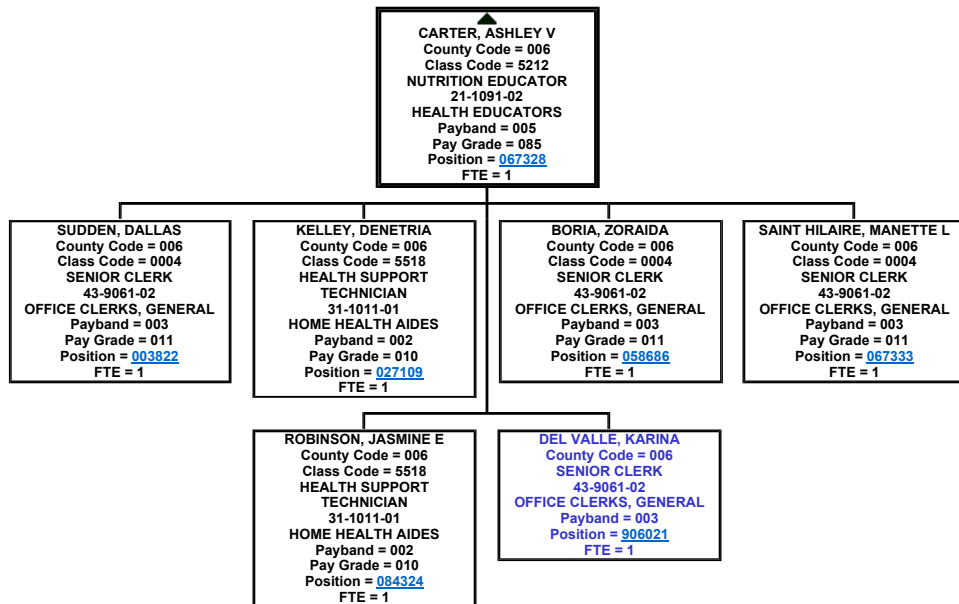 CARTER, ASHLEY V
County Code = 006
Class Code = 5212
NUTRITION EDUCATOR
21-1091-02
HEALTH EDUCATORS
Payband = 005
Pay Grade = 085
Position = 067328
FTE = 1
SUDDEN, DALLAS
County Code = 006
Class Code = 0004
SENIOR CLERK
43-9061-02
OFFICE CLERKS, GENERAL
Payband = 003
Pay Grade = 011
Position = 003822
FTE = 1
KELLEY, DENETRIA
County Code = 006
Class Code = 5518
HEALTH SUPPORT
TECHNICIAN
31-1011-01
HOME HEALTH AIDES
Payband = 002
Pay Grade = 010
Position = 027109
FTE = 1
BORIA, ZORAIDA
County Code = 006
Class Code = 0004
SENIOR CLERK
43-9061-02
OFFICE CLERKS, GENERAL
Payband = 003
Pay Grade = 011
Position = 058686
FTE = 1
SAINT HILAIRE, MANETTE L
County Code = 006
Class Code = 0004
SENIOR CLERK
43-9061-02
OFFICE CLERKS, GENERAL
Payband = 003
Pay Grade = 011
Position = 067333
FTE = 1
ROBINSON, JASMINE E
County Code = 006
Class Code = 5518
HEALTH SUPPORT
TECHNICIAN
31-1011-01
HOME HEALTH AIDES
Payband = 002
Pay Grade = 010
Position = 084324
FTE = 1
DEL VALLE, KARINA
County Code = 006
SENIOR CLERK
43-9061-02
OFFICE CLERKS, GENERAL
Payband = 003
Position = 906021
FTE = 1